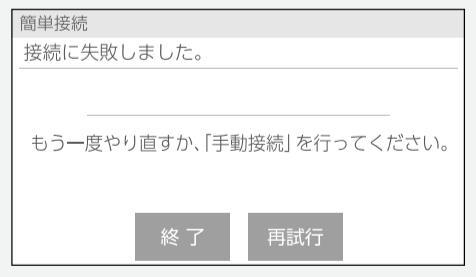 簡単接続
接続に失敗しました。
もう一度やり直すか、「手動接続」を行ってください。
終 了
再試行